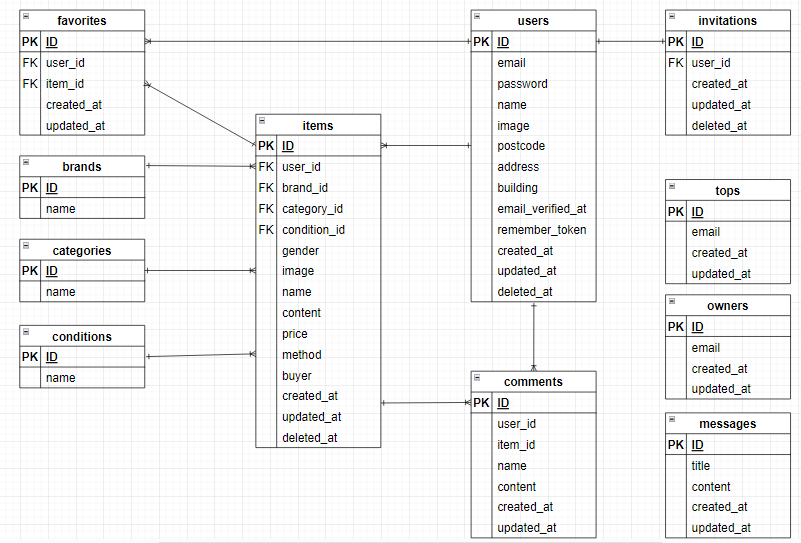 favorites
PK ID
FK user_id
FK item_id
created_at
updated_at
brands
PK ID
name
categories
PK ID
name
conditions
PK ID
name
items
PK ID
FK user_id
FK brand_id
FK category_id
FK condition_id
gender
image
name
content
price
method
buyer
created_at
updated_at
deleted_at
users
PK ID
email
password
name
image
postcode
address
building
email_verified_at
remember_token
created_at
updated_at
deleted_at
comments
PK ID
user_id
item_id
name
content
created_at
updated_at
invitations
PK ID
FK user_id
created_at
updated_at
deleted_at
tops
PK ID
email
created_at
updated_at
owners
PK ID
email
created_at
updated_at
messages
PK ID
title
content
created_at
updated_at